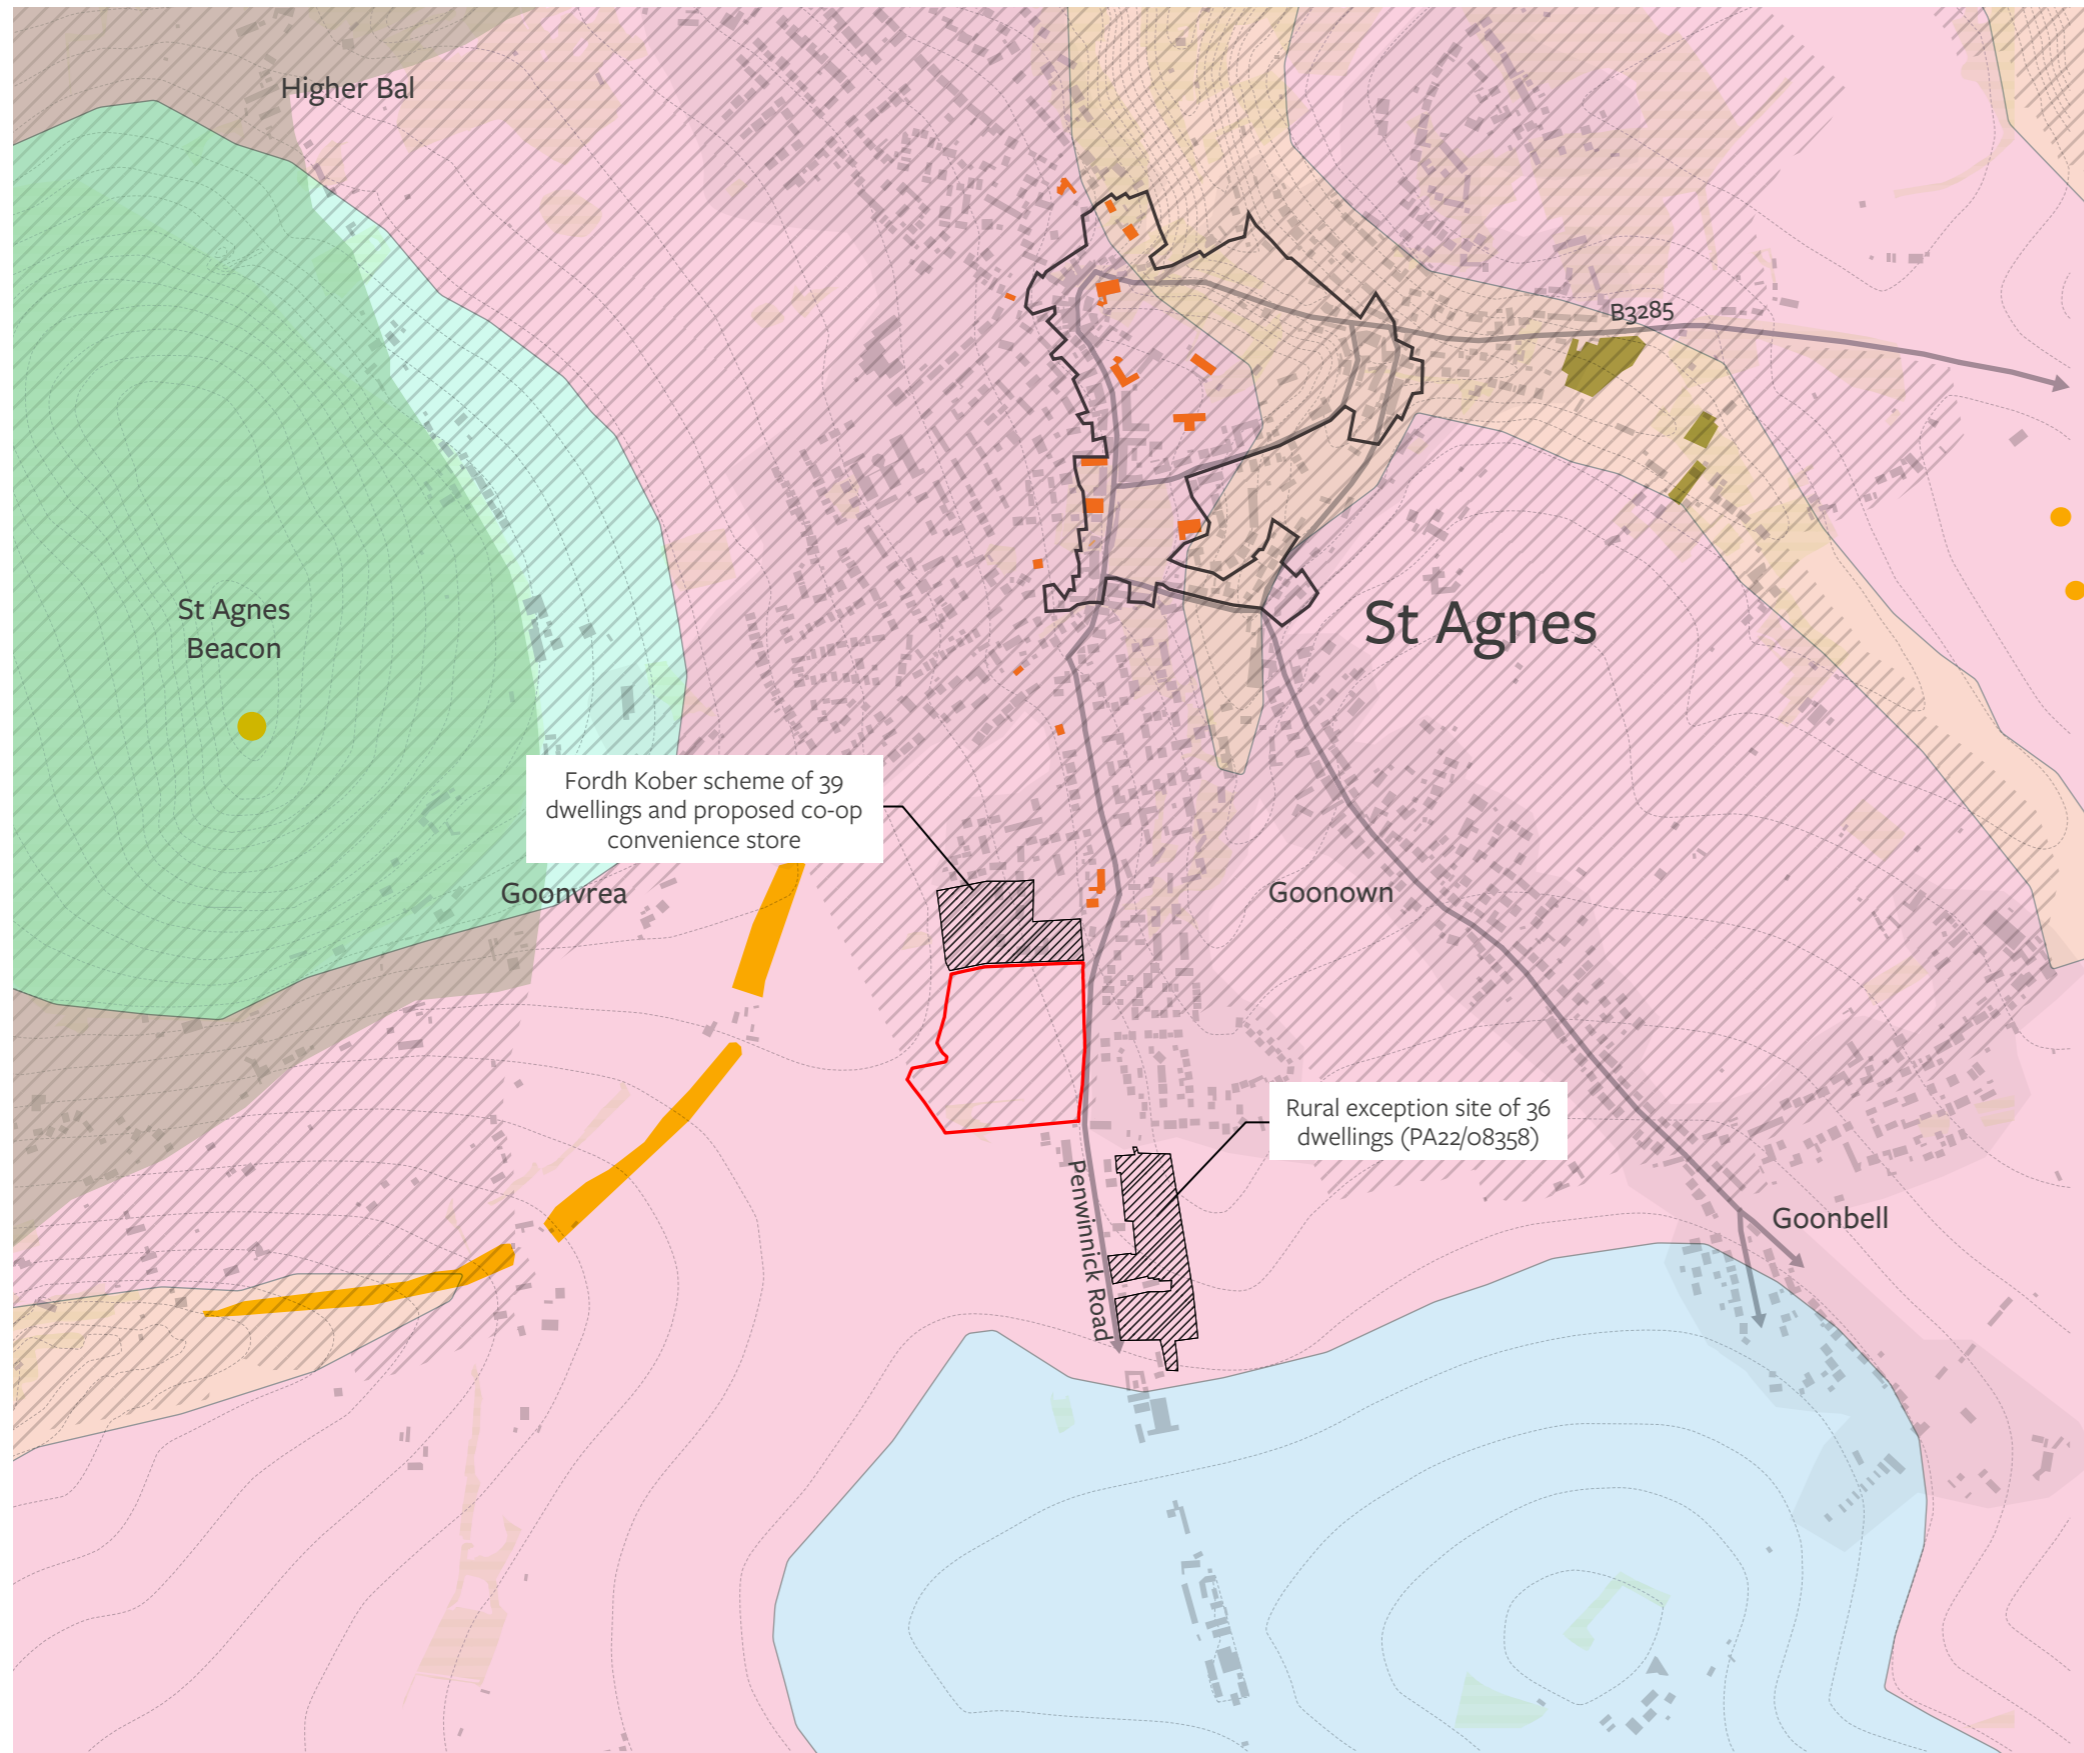 Higher Bal
B3285
St Agnes
Beacon
St Agnes
Fordh Kober scheme of 39
dwellings and proposed co-op
convenience store
Goonvrea
Goonown
Rural exception site of 36
dwellings (PA22/08358)
Penwinnick Road
Goonbell